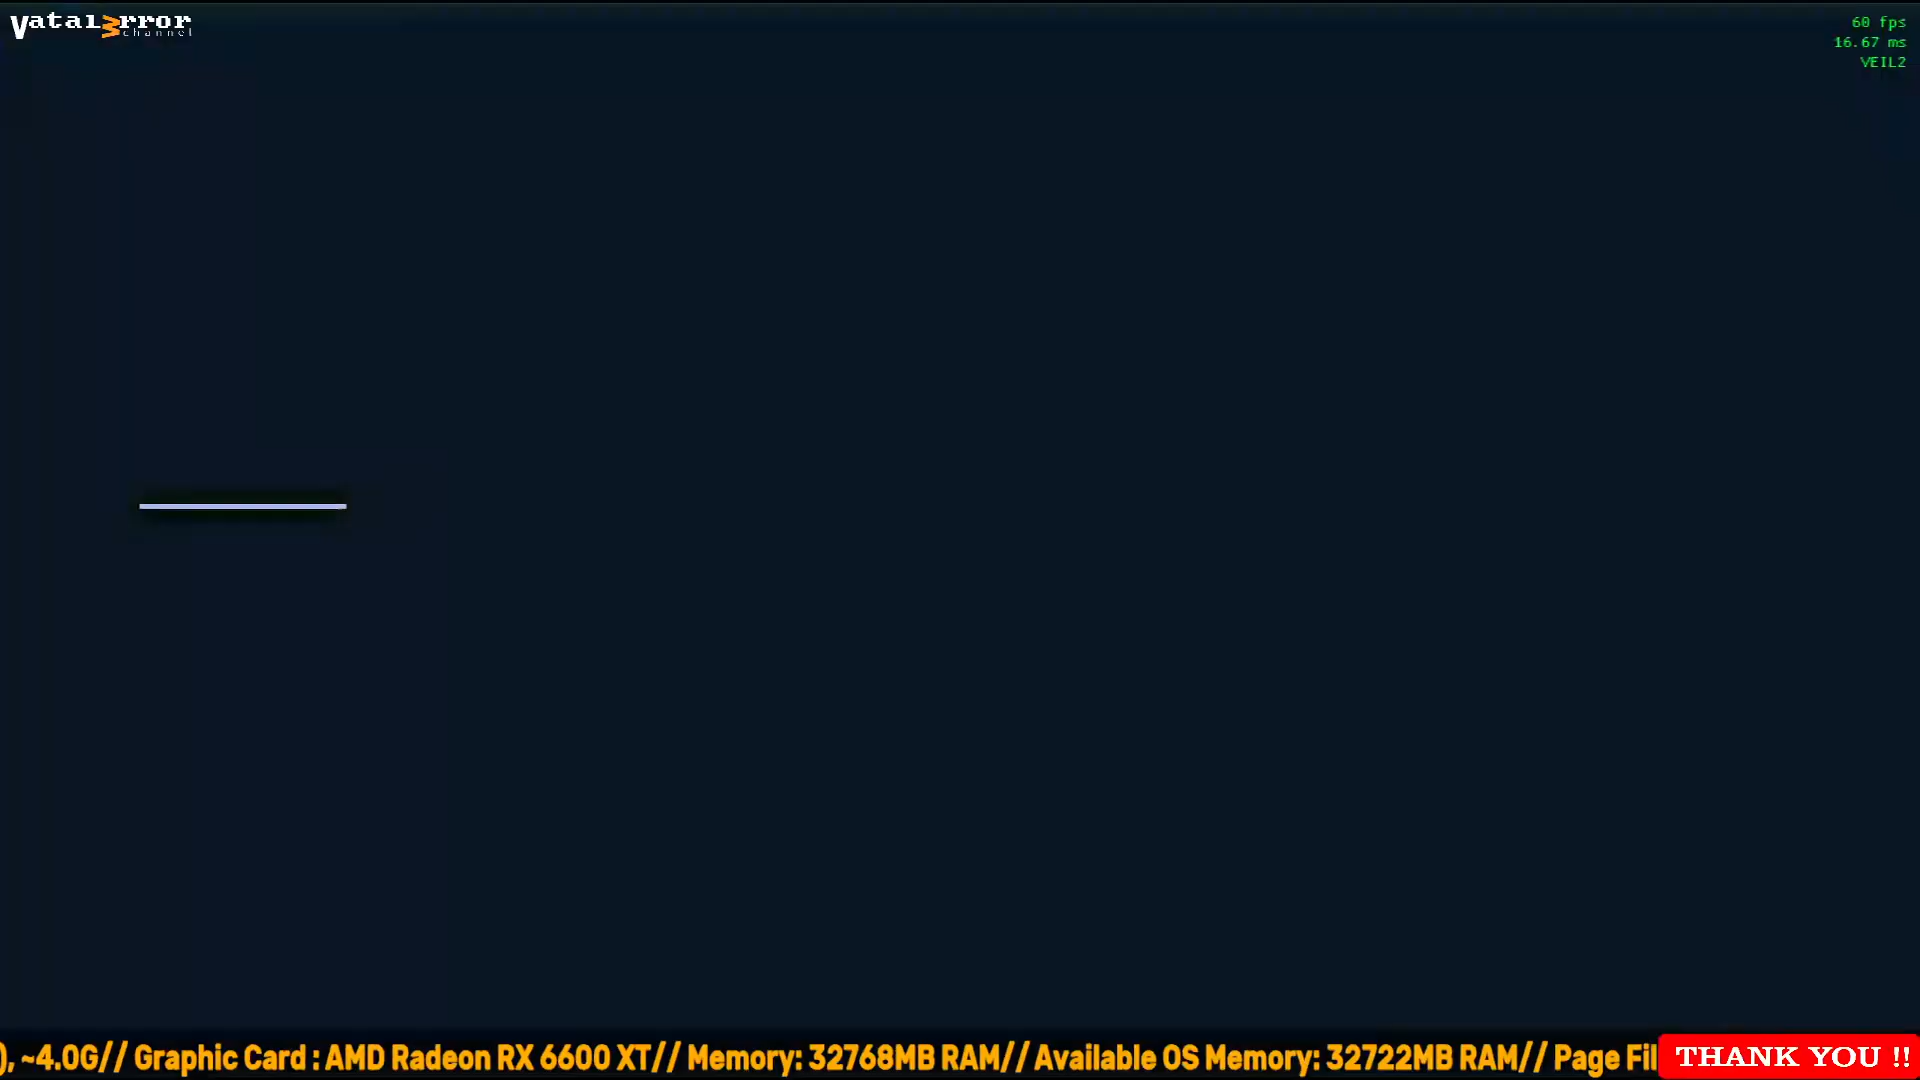 Vatal3rror
channel
60 fps
16.67 ms
VEIL2
), ~4.0G// Graphic Card : AMD Radeon RX 6600 XT// Memory: 32768MB RAM// Available OS Memory: 32722MB RAM// Page Fil
THANK YOU !!